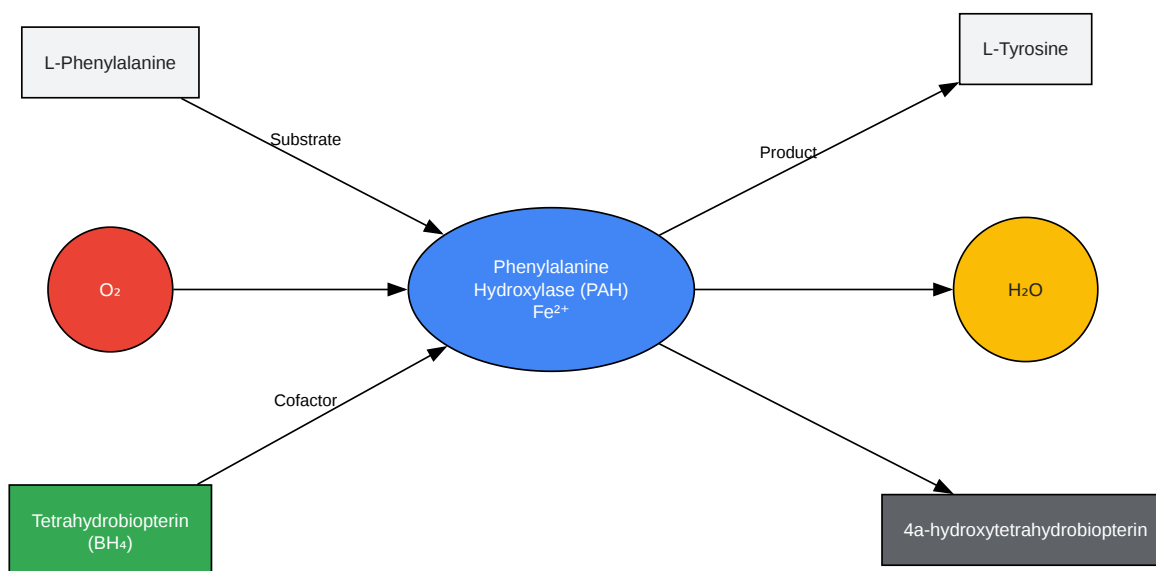 L-Phenylalanine
L-Tyrosine
Substrate
Product
O₂
Phenylalanine
Hydroxylase (PAH)
Fe²⁺
H₂O
Cofactor
Tetrahydrobiopterin
(BH₄)
4a-hydroxytetrahydrobiopterin